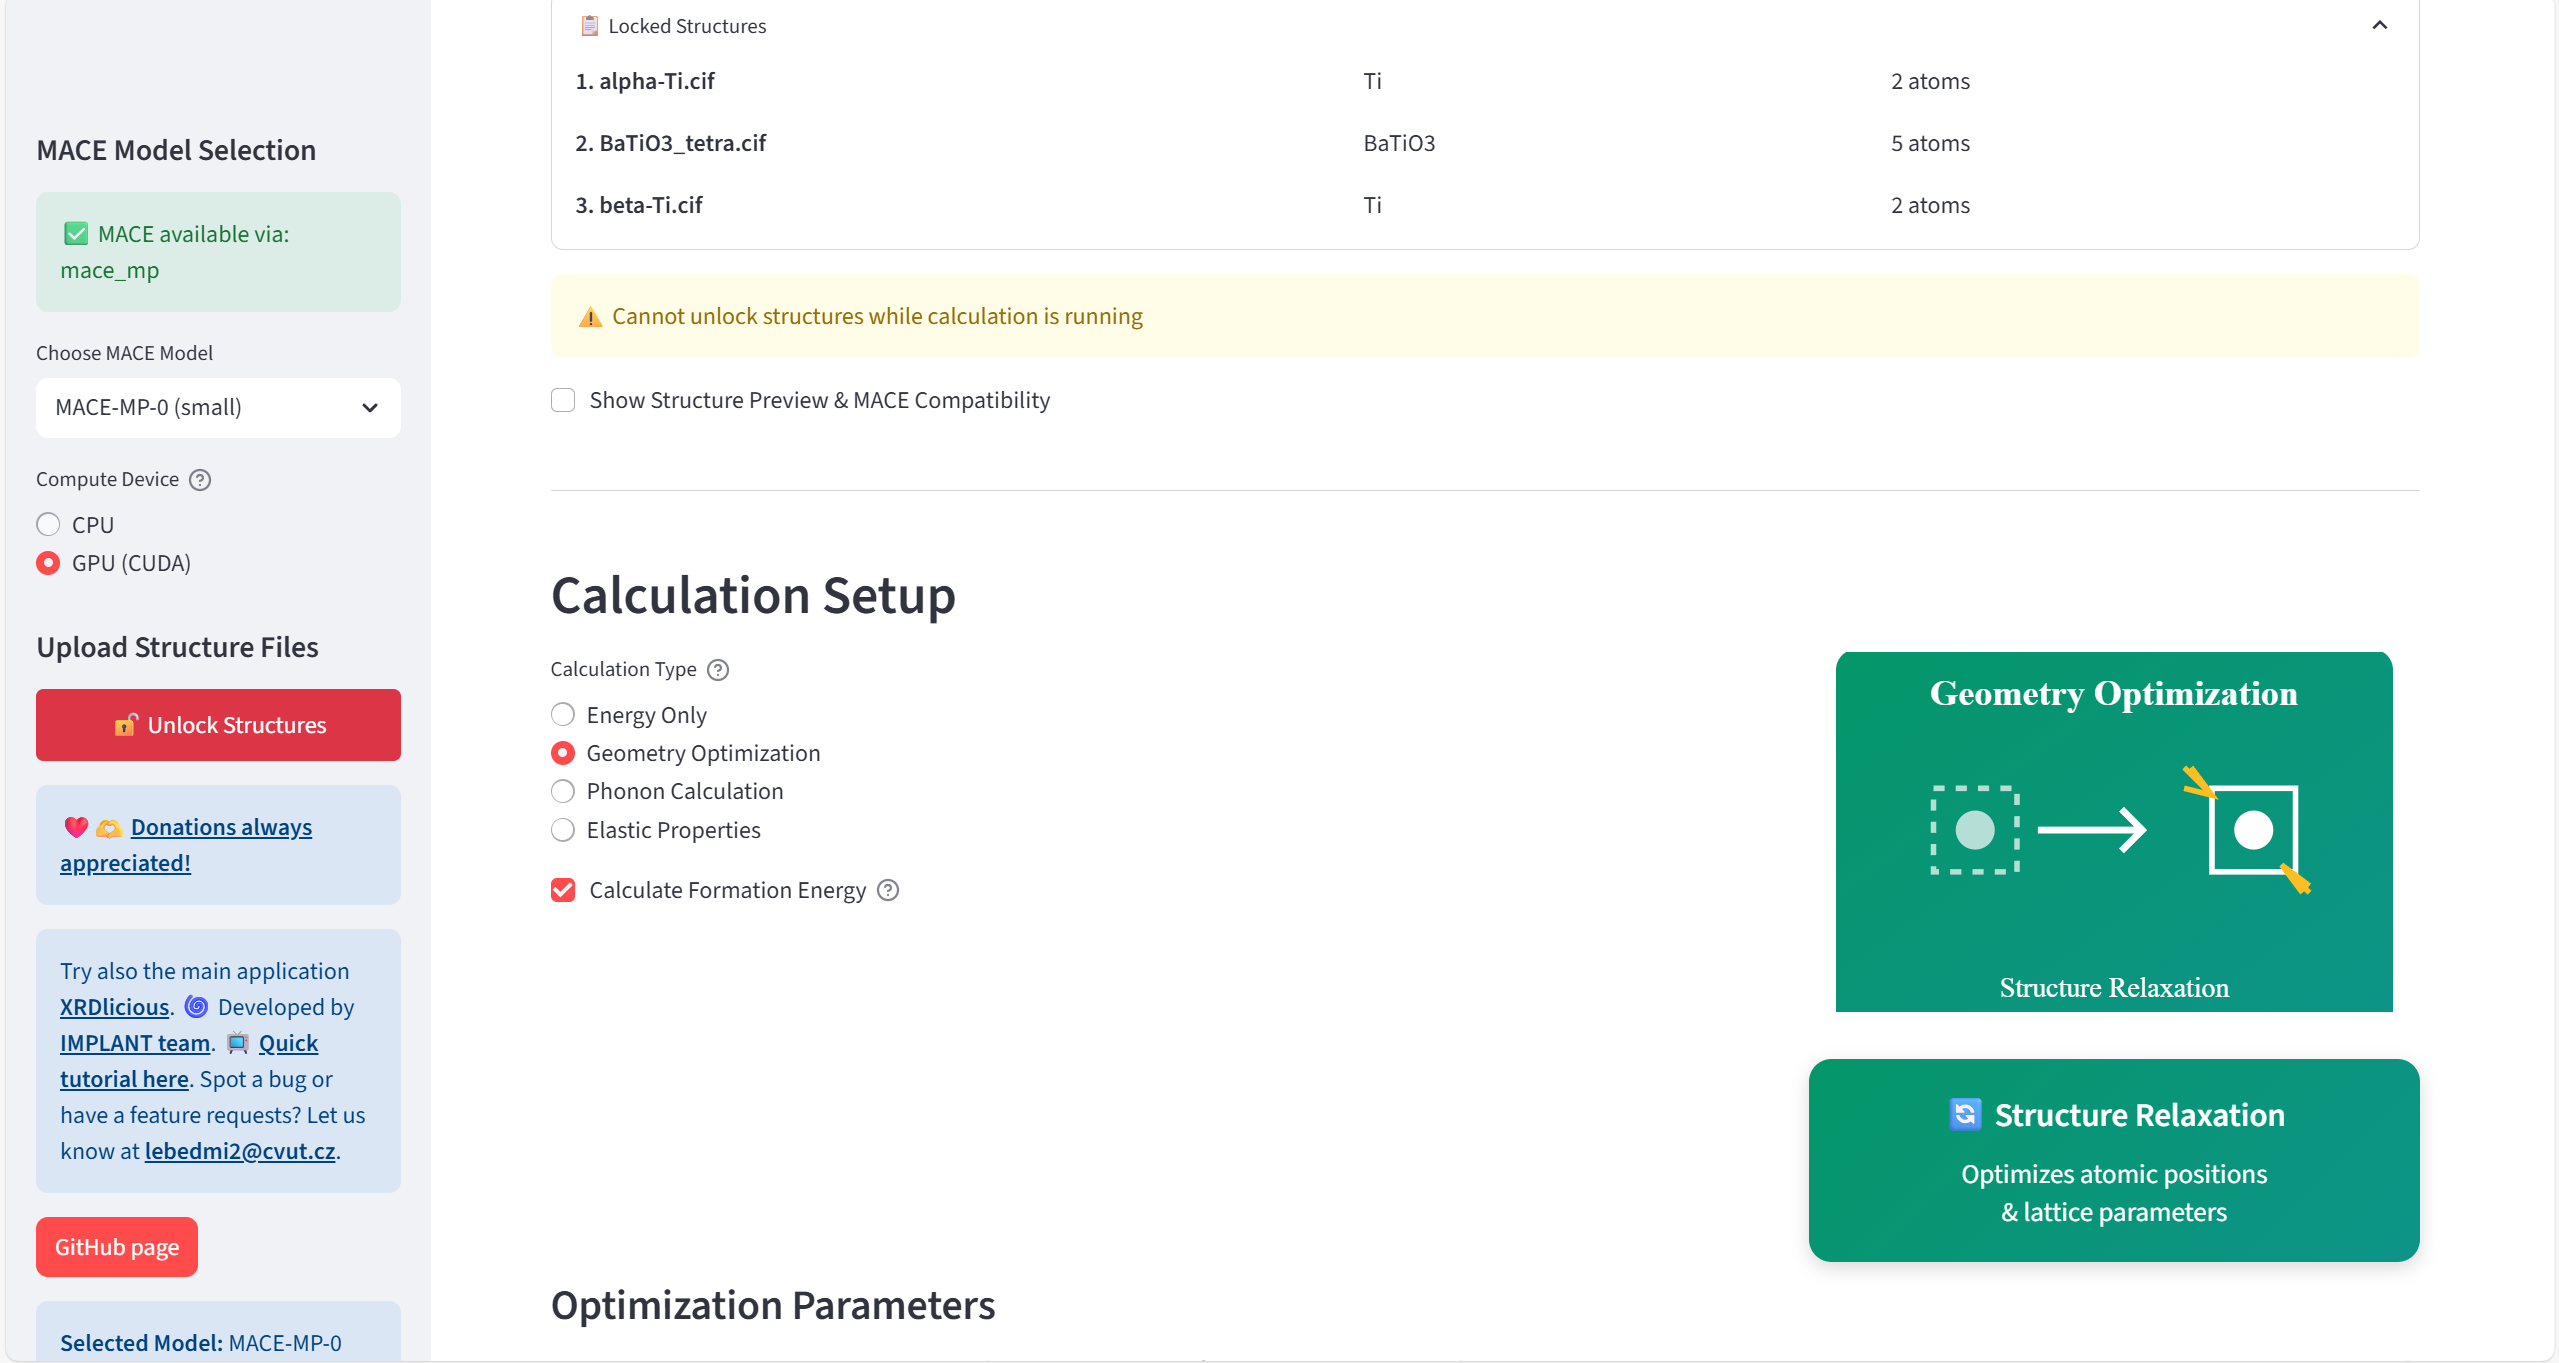 MACE Model Selection
✅ MACE available via:
mace_mp
Choose MACE Model
MACE-MP-0 (small)
Compute Device
CPU
GPU (CUDA)
Upload Structure Files
🔓 Unlock Structures
❤️ 🫶 Donations always
appreciated!
Try also the main application
XRDlicious. 🌀 Developed by
IMPLANT team. 📺 Quick
tutorial here. Spot a bug or
have a feature requests? Let us
know at lebedmi2@cvut.cz.
GitHub page
Selected Model: MACE-MP-0
📋 Locked Structures
1. alpha-Ti.cif Ti 2 atoms
2. BaTiO3_tetra.cif BaTiO3 5 atoms
3. beta-Ti.cif Ti 2 atoms
⚠️ Cannot unlock structures while calculation is running
Show Structure Preview & MACE Compatibility
Calculation Setup
Calculation Type
Energy Only
Geometry Optimization
Phonon Calculation
Elastic Properties
Calculate Formation Energy
Geometry Optimization
Structure Relaxation
🔄 Structure Relaxation
Optimizes atomic positions
& lattice parameters
Optimization Parameters